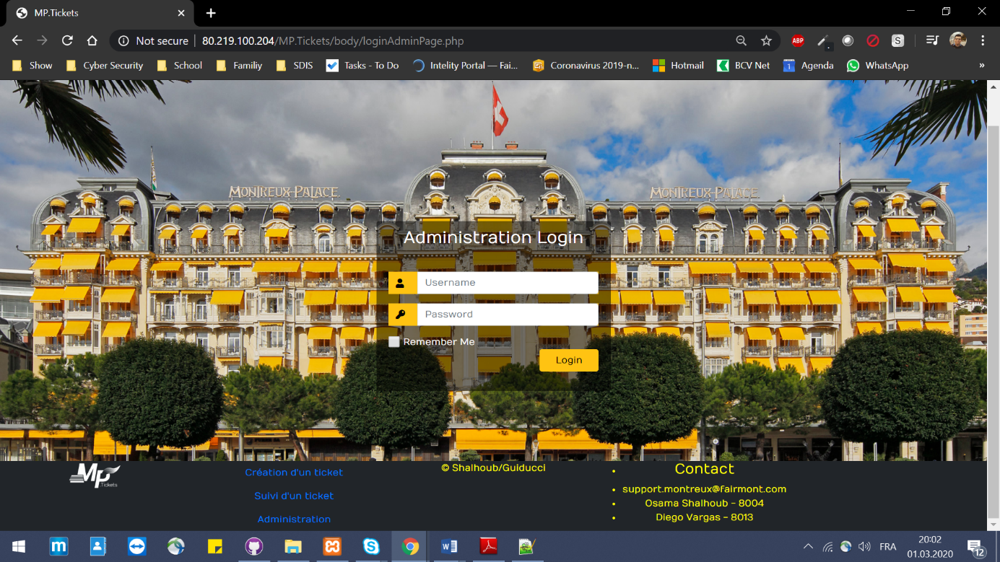 MP.Tickets
Not secure
80.219.100.204/MP.Tickets/body/loginAdminPage.php
ABP
S
Show
Cyber Security
School
Familiy
SDIS
Tasks - To Do
Intelity Portal — Fai...
Coronavirus 2019-n...
Hotmail
BCV Net
1
Agenda
WhatsApp
»
MONTREUX-PALACE
MONTREUX-PALACE
Administration Login
Username
Password
Remember Me
Login
Mp
Tickets
Création d'un ticket
Suivi d'un ticket
Administration
© Shalhoub/Guiducci
Contact
support.montreux@fairmont.com
Osama Shalhoub - 8004
Diego Vargas - 8013
m
S
W
FRA
20:02
01.03.2020
12